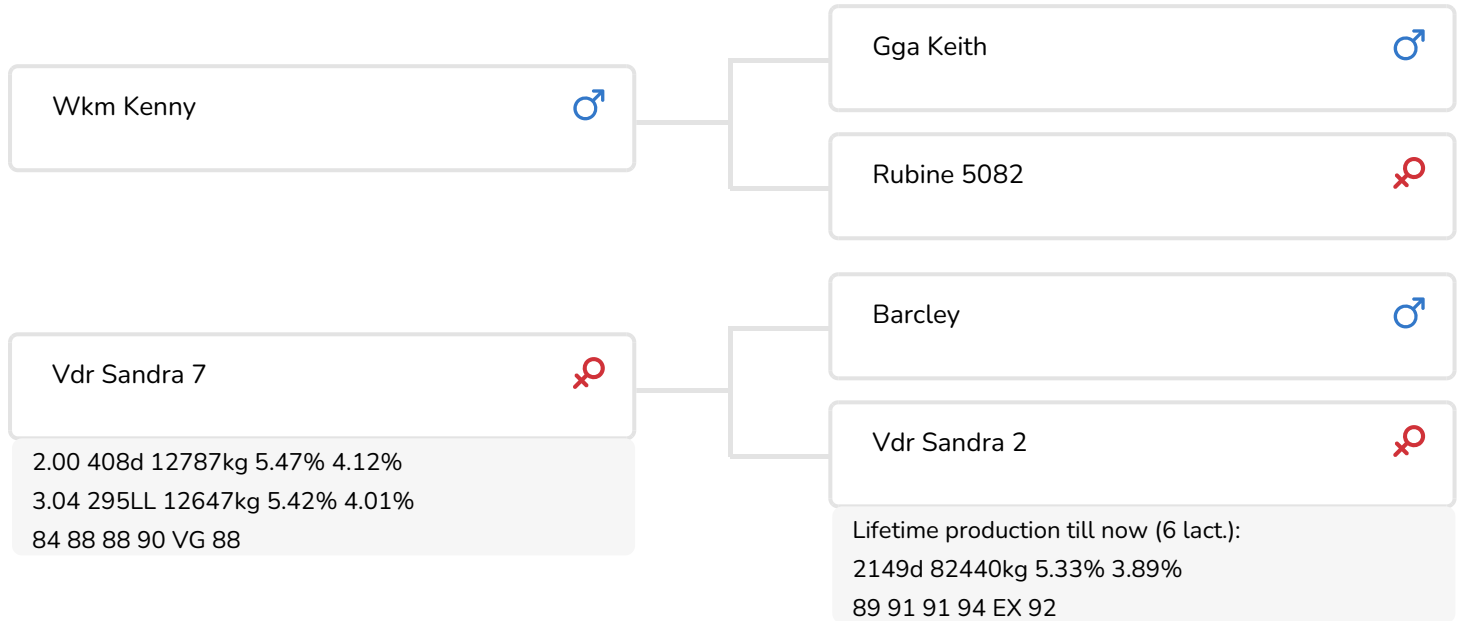 Gga Keith
Wkm Kenny
Rubine 5082
Barcley
Vdr Sandra 7
2.00 408d 12787kg 5.47% 4.12%
3.04 295LL 12647kg 5.42% 4.01%
84 88 88 90 VG 88
Vdr Sandra 2
Lifetime production till now (6 lact.):
2149d 82440kg 5.33% 3.89%
89 91 91 94 EX 92